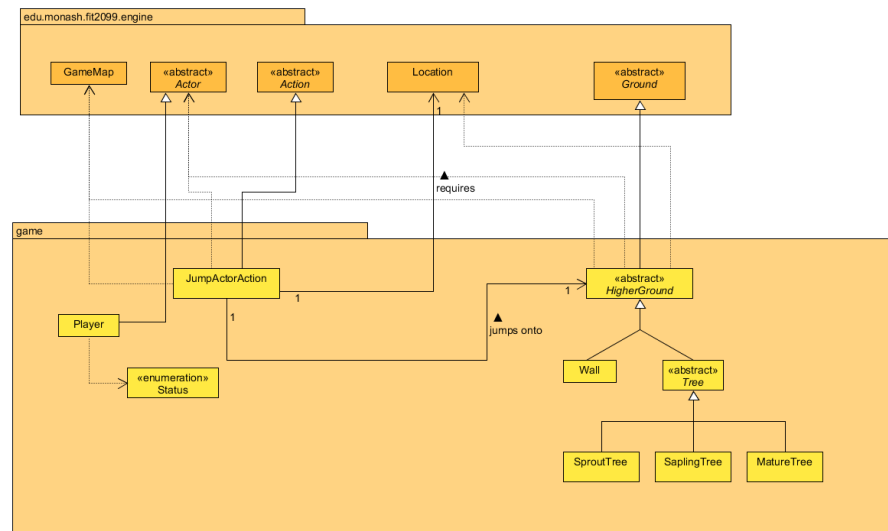 edu.monash.fit2099.engine
GameMap
«abstract»
Actor
«abstract»
Action
Location
«abstract»
Ground
1
▲
requires
game
JumpActorAction
1
1
«abstract»
HigherGround
1
▲
jumps onto
Player
«enumeration»
Status
Wall
«abstract»
Tree
SproutTree
SaplingTree
MatureTree